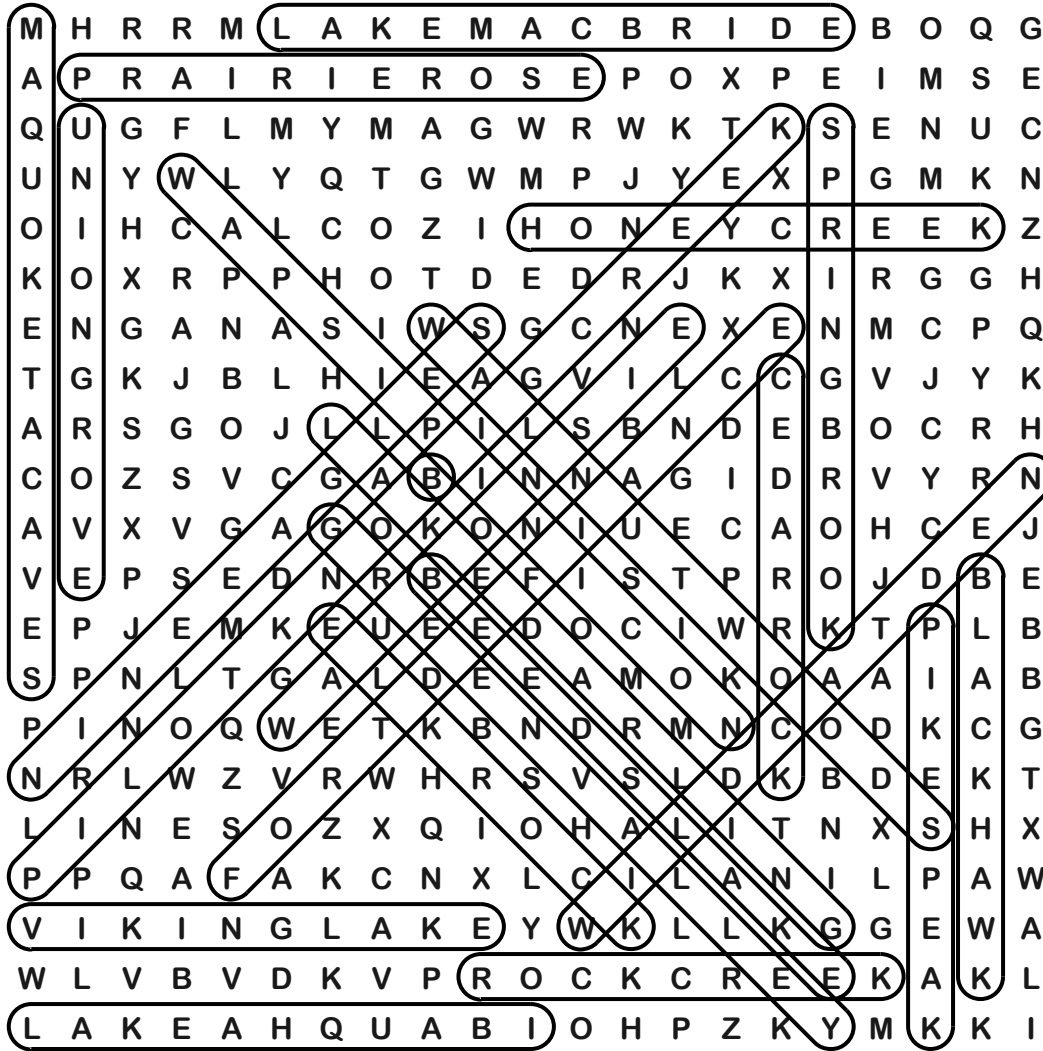 M H R R M L A K E M A C B R I D E B O Q G
A P R A I R I E R O S E P O X P E I M S E
Q U G F L M Y M A G W R W K T K S E N U C
U N Y W L Y Q T G W M P J Y E X P G M K N
O I H C A L C O Z I H O N E Y C R E E K Z
K O X R P P H O T D E D R J K X I R G G H
E N G A N A S I W S G C N E X E N M C P Q
T G K J B L H I E A G V I L C C G V J Y K
A R S G O J L L P I L S B N D E B O C R H
C O Z S V C G A B I N N A G I D R V Y R N
A V X V G A G O K O N I U E C A O H C E J
V E P S E D N R B E F I S T P R O J D B E
E P J E M K E U E E D O C I W R K T P L B
S P N L T G A L D E E A M O K O A A I A B
P I N O Q W E T K B N D R M N C O D K C G
N R L W Z V R W H R S V S L D K B D E K T
L I N E S O Z X Q I O H A L I T N X S H X
P P Q A F A K C N X L C I L A N I L P A W
V I K I N G L A K E Y W K L L K G G E W A
W L V B V D K V P R O C K C R E E K A K L
L A K E A H Q U A B I O H P Z K Y M K K I